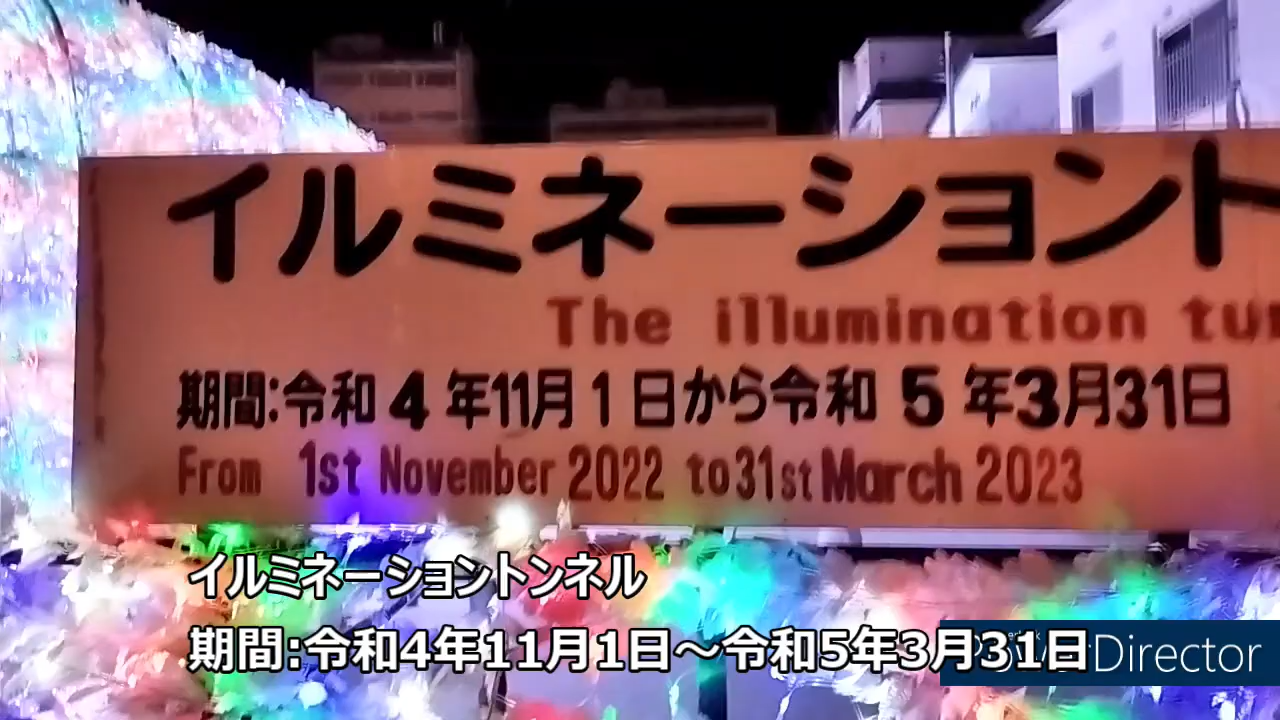 イルミネーションント
The illumination tu
期間:令和4年11月1日から令和5年3月31日
From 1st November 2022 to 31st March 2023
イルミネーショントンネル
期間:令和4年11月1日～令和5年3月31日
Director